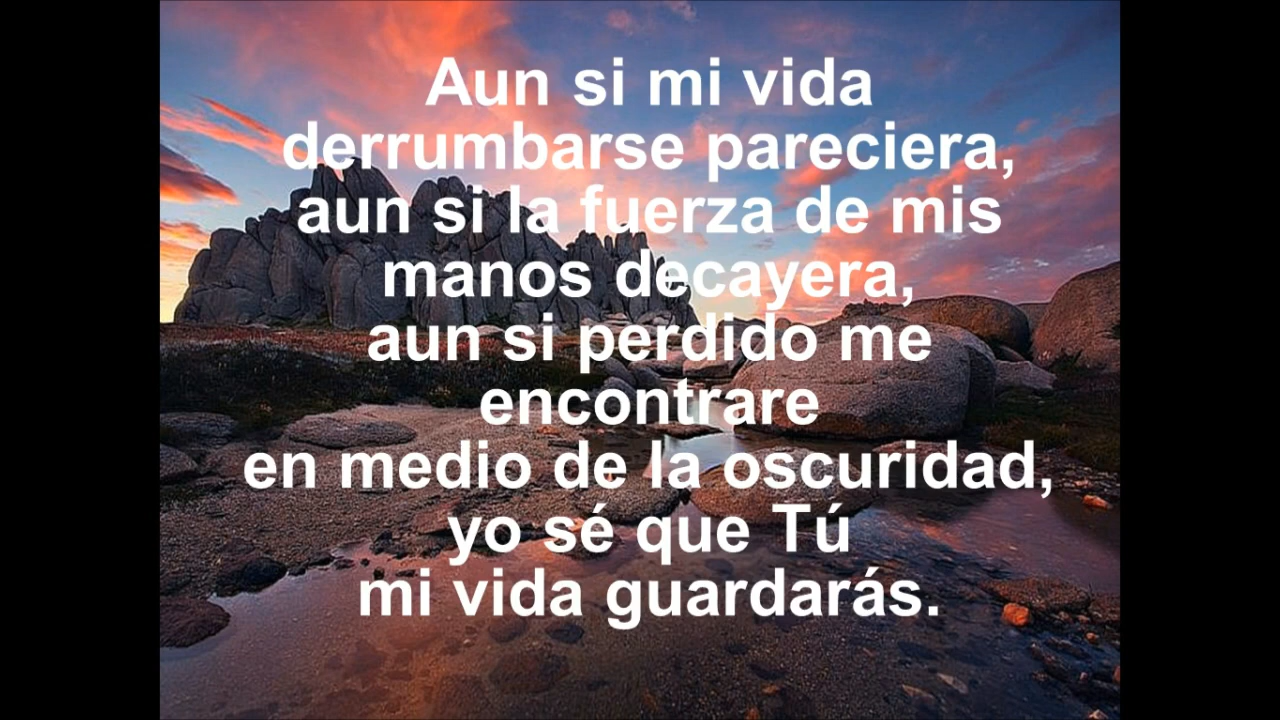 Aun si mi vida
derrumbarse pareciera,
aun si la fuerza de mis
manos decayera,
aun si perdido me
encontrare
en medio de la oscuridad,
yo sé que Tú
mi vida guardarás.